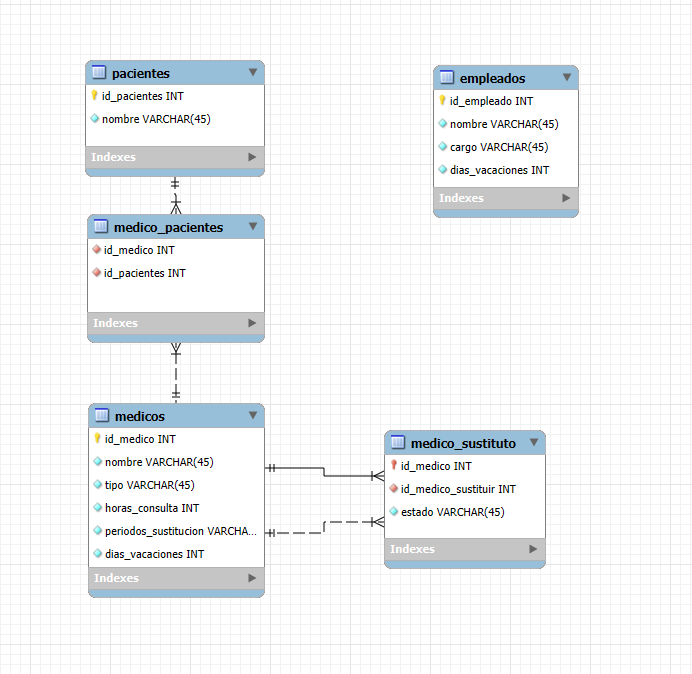 pacientes
id_pacientes INT
nombre VARCHAR(45)
Indexes
empleados
id_empleado INT
nombre VARCHAR(45)
cargo VARCHAR(45)
dias_vacaciones INT
Indexes
medico_pacientes
id_medico INT
id_pacientes INT
Indexes
medicos
id_medico INT
nombre VARCHAR(45)
tipo VARCHAR(45)
horas_consulta INT
periodos_sustitucion VARCHA...
dias_vacaciones INT
Indexes
medico_sustituto
id_medico INT
id_medico_sustituir INT
estado VARCHAR(45)
Indexes